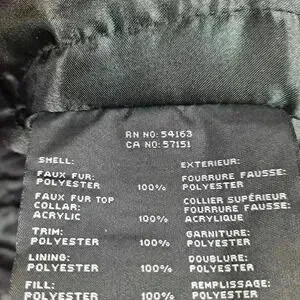 RN NO: 54163
CA NO: 57151
SHELL: EXTERIEUR:
FAUX FUR: FOURRURE FAUSSE:
POLYESTER 100% POLYESTER
FAUX FUR TOP COLLIER SUPÉRIEUR
COLLAR: FOURRURE FAUSSE:
ACRYLIC 100% ACRYLIQUE
TRIM: GARNITURE:
POLYESTER 100% POLYESTER
LINING: DOUBLURE:
POLYESTER 100% POLYESTER
FILL: REMPLISSAGE:
POLYESTER 100% POLYESTER